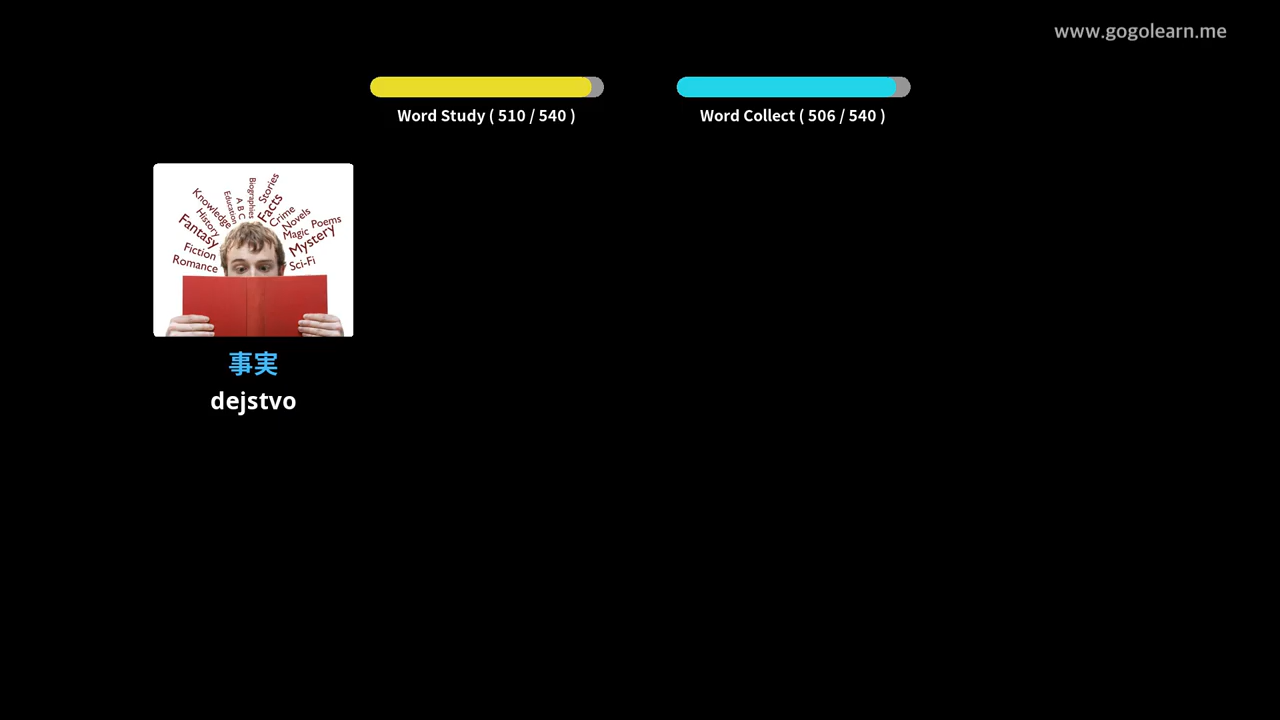 www.gogolearn.me
Word Study ( 510 / 540 )
Word Collect ( 506 / 540 )
Knowledge
History
Fantasy
Fiction
Romance
Education
A B C
Biographies
Stories
Facts
Crime
Novels
Magic
Poems
Mystery
Sci-Fi
事実
dejstvo